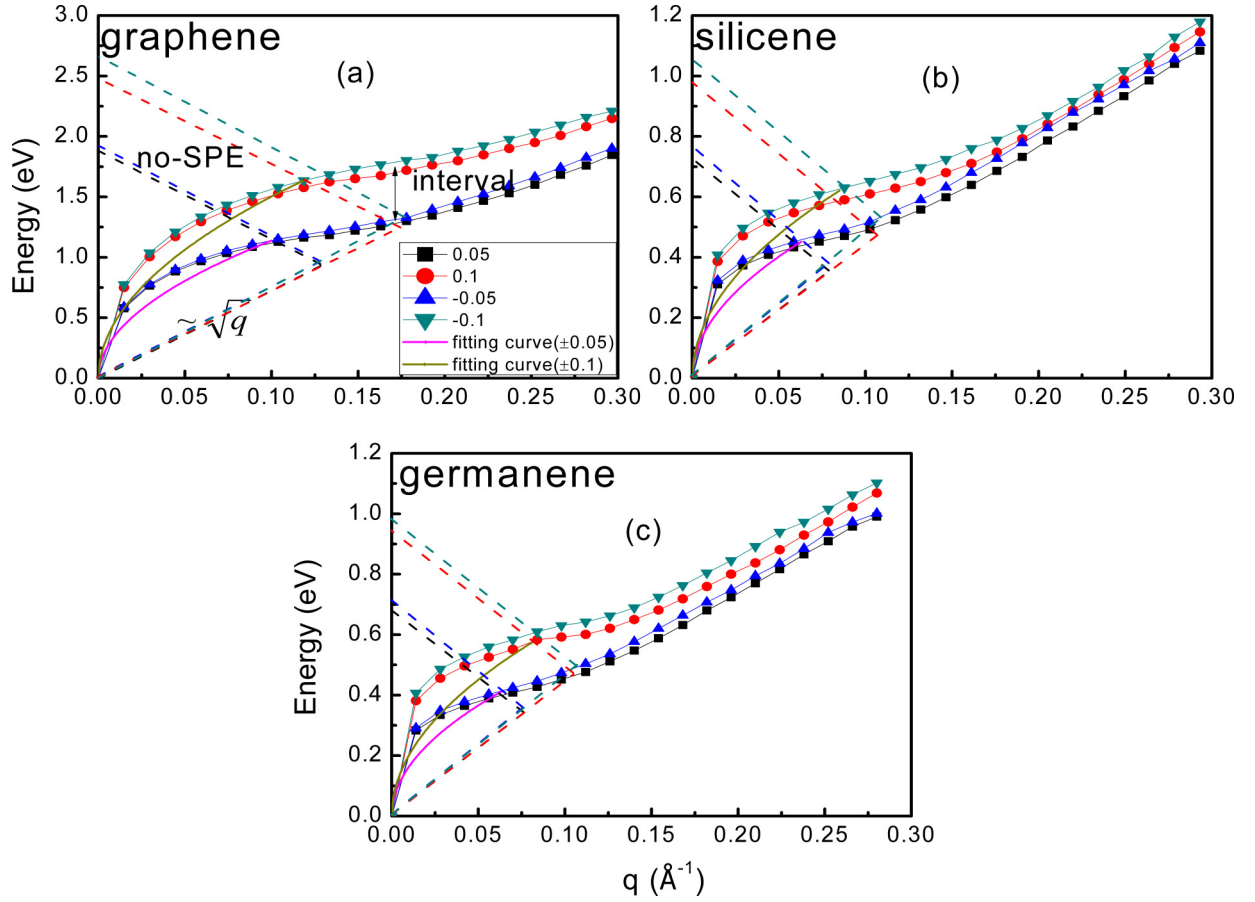 graphene
(a)
no-SPE
interval
~ √q
0.05
0.1
-0.05
-0.1
fitting curve(±0.05)
fitting curve(±0.1)
Energy (eV)
3.0
2.5
2.0
1.5
1.0
0.5
0.0
0.00 0.05 0.10 0.15 0.20 0.25 0.30
silicene
(b)
1.2
1.0
0.8
0.6
0.4
0.2
0.0
0.00 0.05 0.10 0.15 0.20 0.25 0.30
germanene
(c)
Energy (eV)
1.2
1.0
0.8
0.6
0.4
0.2
0.0
0.00 0.05 0.10 0.15 0.20 0.25 0.30
q (Å⁻¹)